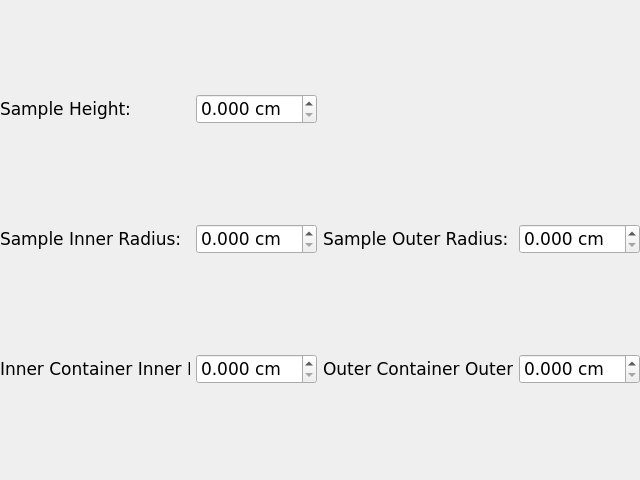 Sample Height: 0.000 cm
Sample Inner Radius: 0.000 cm Sample Outer Radius: 0.000 cm
Inner Container Inner 0.000 cm Outer Container Outer 0.000 cm